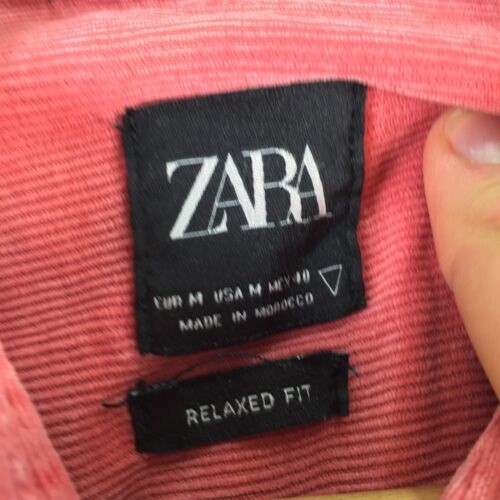 ZARA
EUR M USA M MEX 40
MADE IN MOROCCO
RELAXED FIT